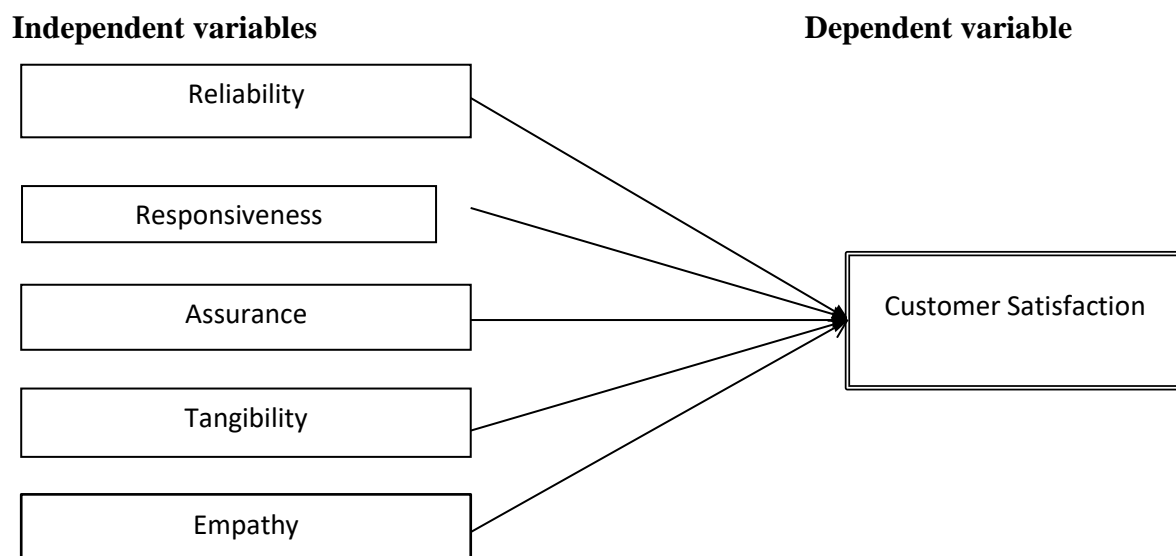 Independent variables
Dependent variable
Reliability
Responsiveness
Assurance
Tangibility
Empathy
Customer Satisfaction